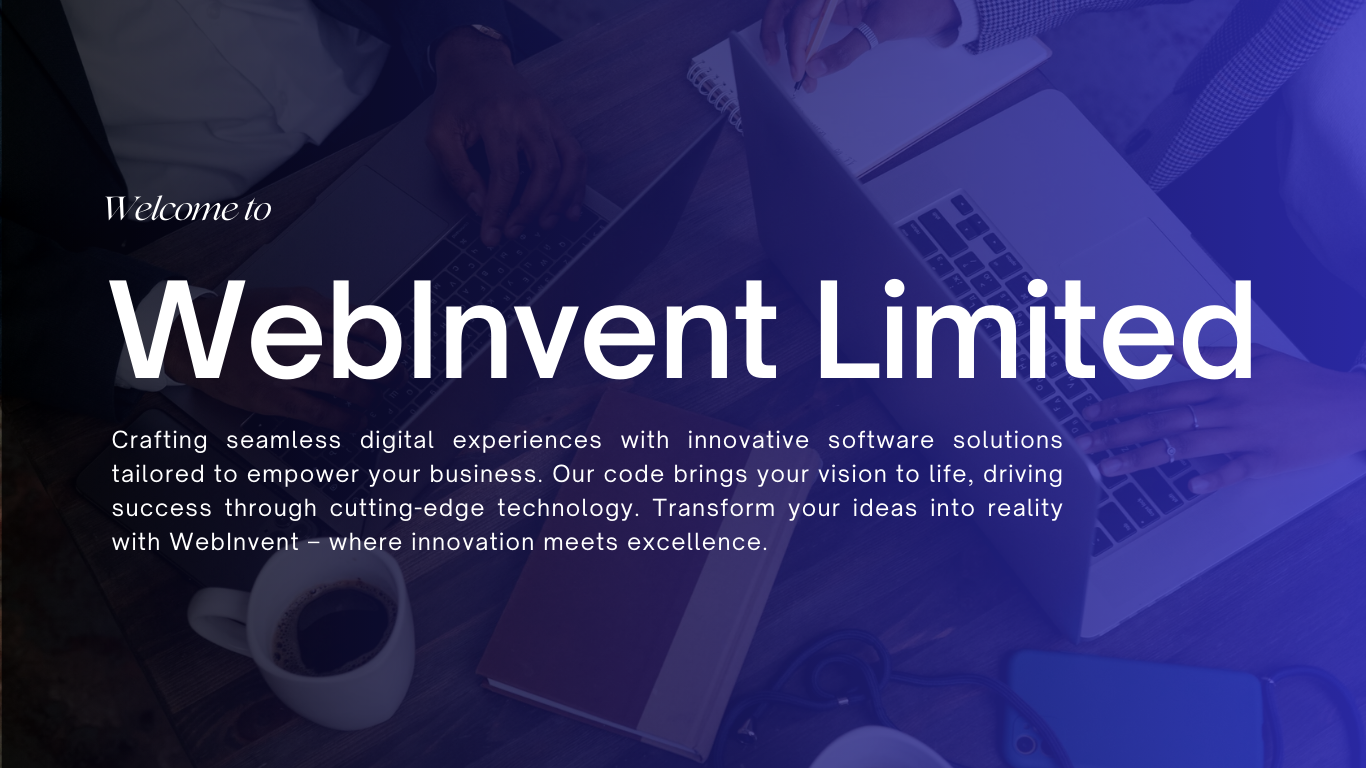 Welcome to
WebInvent Limited
Crafting seamless digital experiences with innovative software solutions
tailored to empower your business. Our code brings your vision to life, driving
success through cutting-edge technology. Transform your ideas into reality
with WebInvent – where innovation meets excellence.